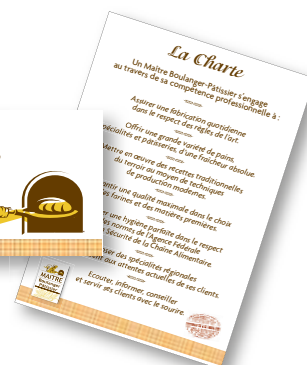 La Charte
Un Maître Boulanger-Pâtissier s'engage
au travers de sa compétence professionnelle à :
Assurer une fabrication quotidienne
dans le respect des règles de l'art.
Offrir une grande variété de pains,
spécialités et pâtisseries, d'une fraîcheur absolue.
Mettre en œuvre des recettes traditionnelles
du terroir au moyen de techniques
de production modernes.
une qualité maximale dans le choix
farines et des matières premières.
une hygiène parfaite dans le respect
normes de l'Agence Fédérale
Sécurité de la Chaîne Alimentaire
des spécialités régionales
aux attentes actuelles de ses clients.
Ecouter, informer, conseiller
et servir ses clients avec le sourire
MAITRE
Boulanger
Pâtissier